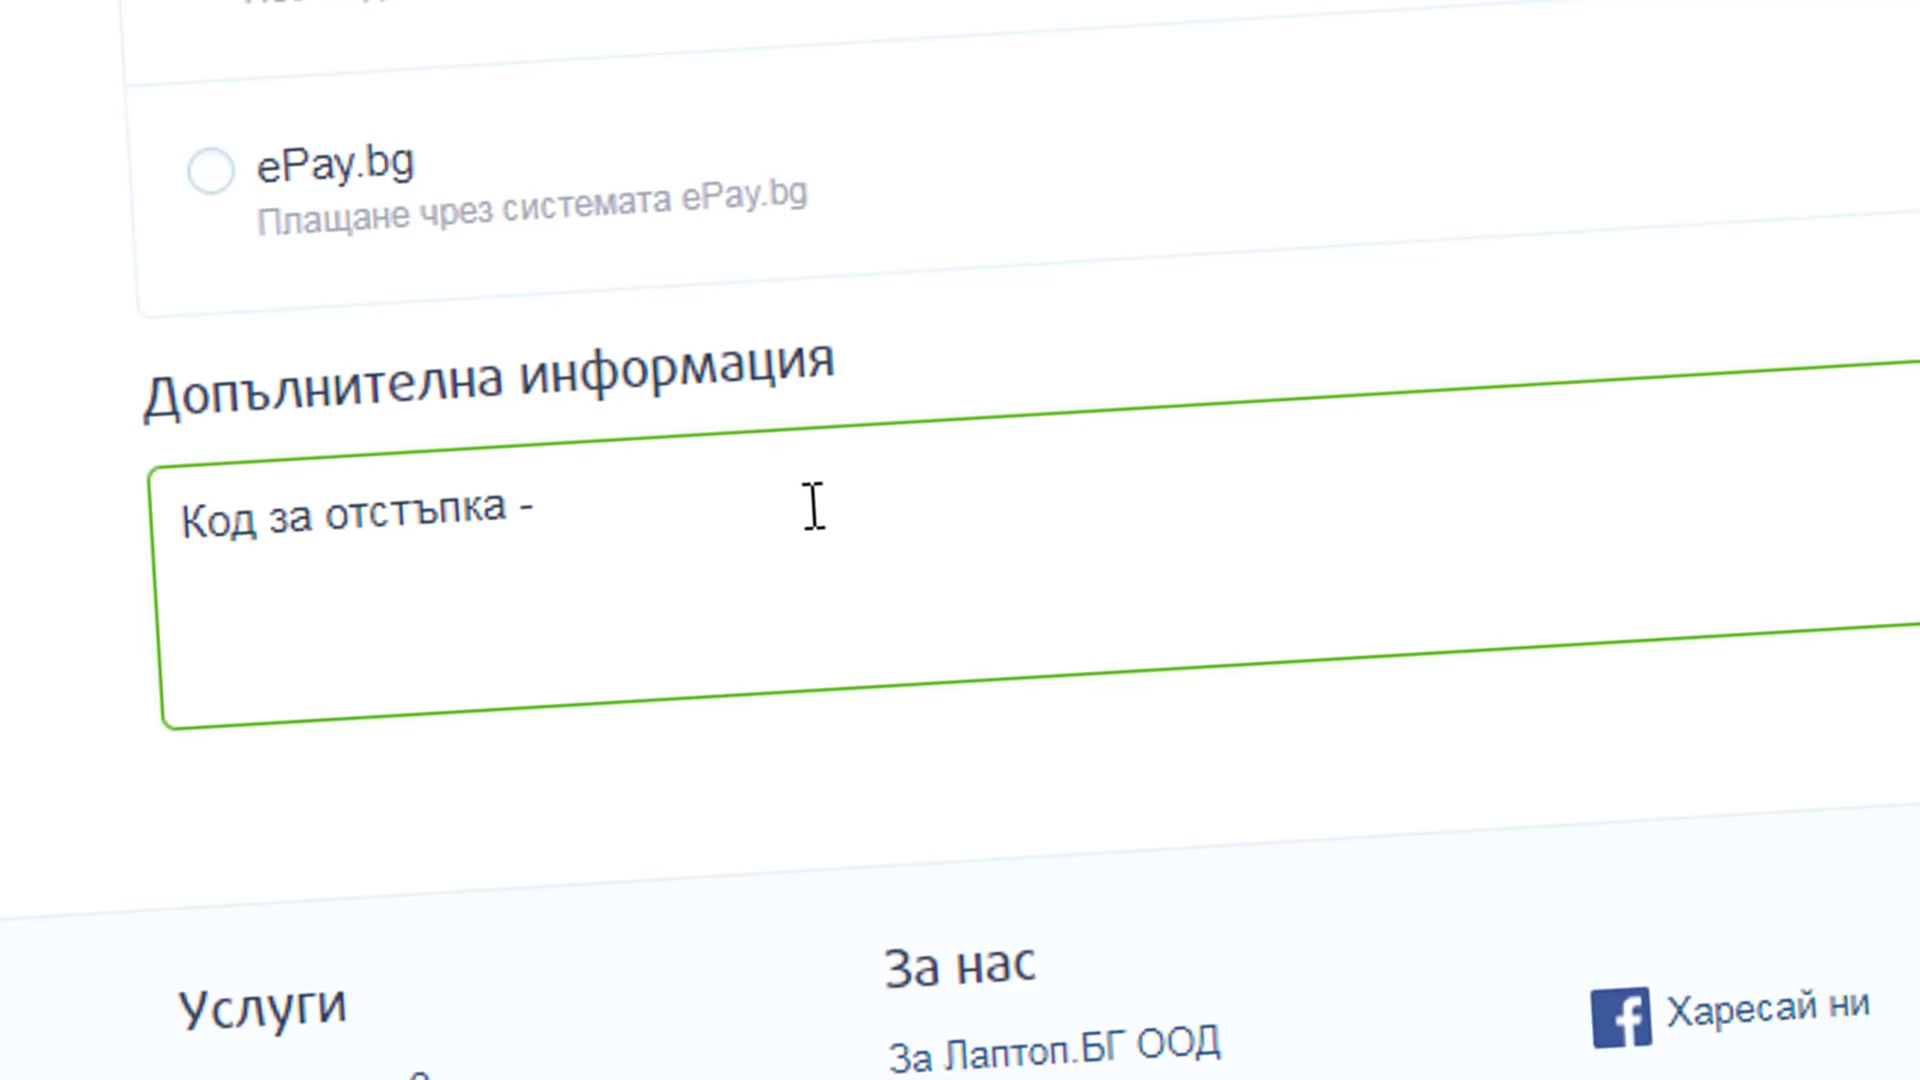 ePay.bg
Плащане чрез системата ePay.bg
Допълнителна информация
Код за отстъпка -
Услуги
За нас
За Лаптоп.БГ ООД
Харесай ни